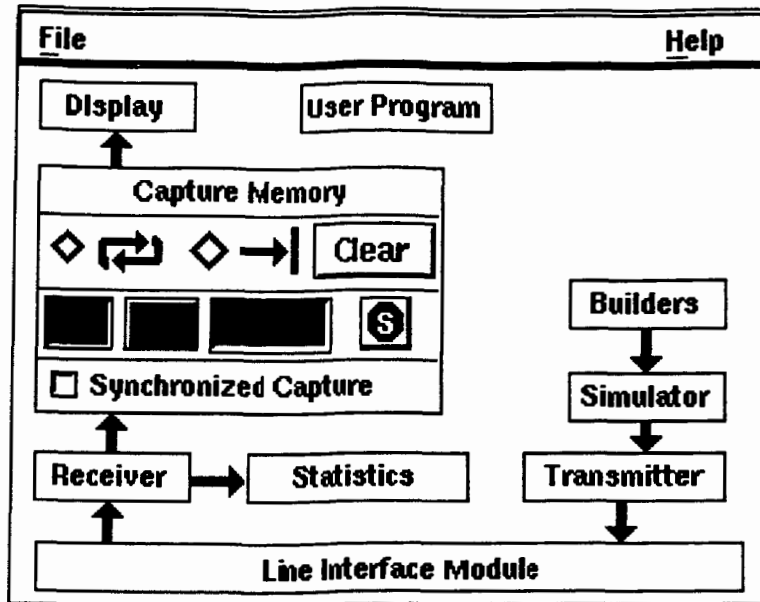 File Help
Display User Program
Capture Memory
Clear
S
Builders
Synchronized Capture
Simulator
Receiver Statistics Transmitter
Line Interface Module